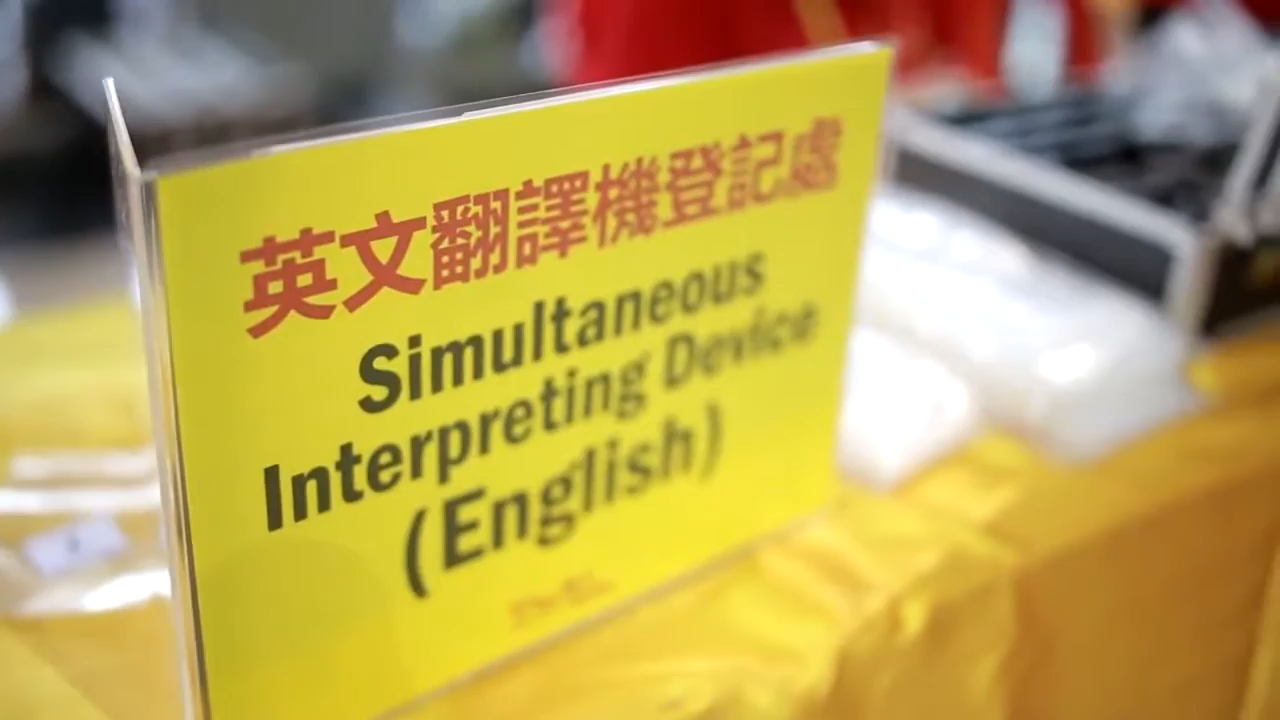 英文翻譯機登記處
Simultaneous
Interpreting Device
(English)